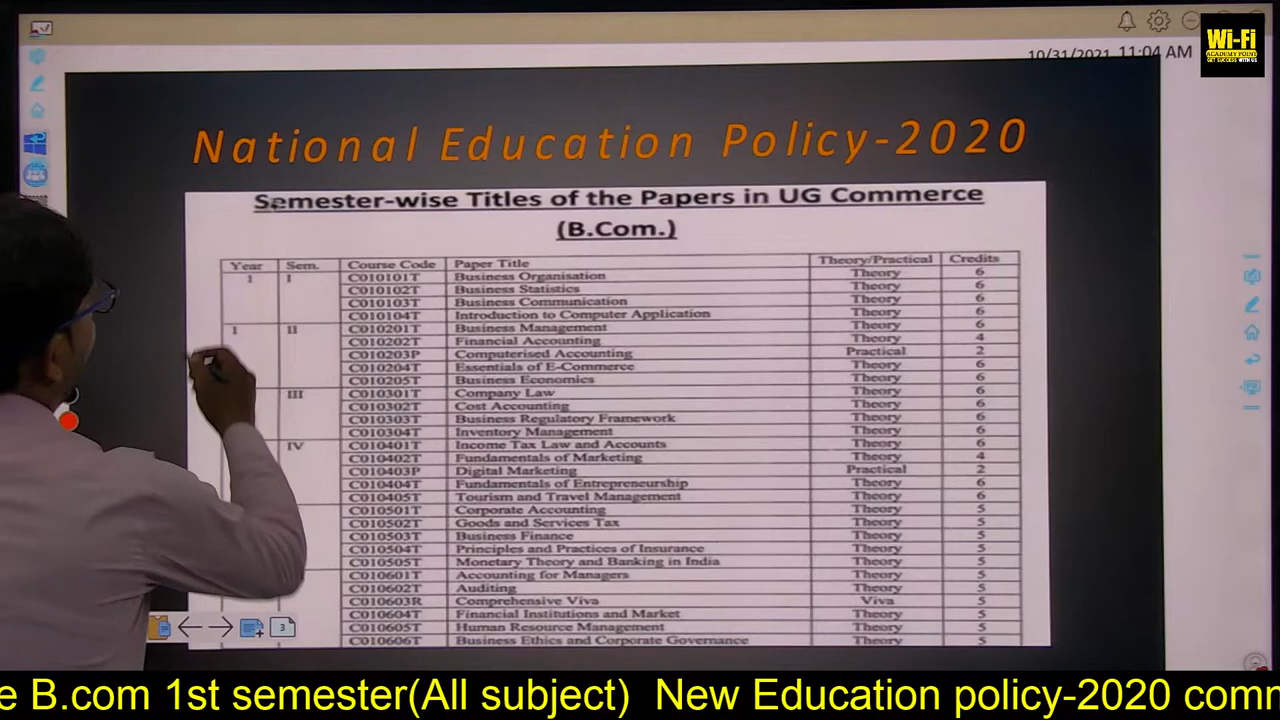 Wi-Fi
ACADEMY POINT
GET SUCCESS WITH US
10/31/2021 11:04 AM
National Education Policy-2020
Semester-wise Titles of the Papers in UG Commerce
(B.Com.)
Year Sem. Course Code Paper Title Theory/Practical Credits
1 I C010101T Business Organisation Theory 6
C010102T Business Statistics Theory 6
C010103T Business Communication Theory 6
C010104T Introduction to Computer Application Theory 6
1 II C010201T Business Management Theory 6
C010202T Financial Accounting Theory 4
C010203P Computerised Accounting Practical 2
C010204T Essentials of E-Commerce Theory 6
C010205T Business Economics Theory 6
III C010301T Company Law Theory 6
C010302T Cost Accounting Theory 6
C010303T Business Regulatory Framework Theory 6
C010304T Inventory Management Theory 6
IV C010401T Income Tax Law and Accounts Theory 6
C010402T Fundamentals of Marketing Theory 4
C010403P Digital Marketing Practical 2
C010404T Fundamentals of Entrepreneurship Theory 6
C010405T Tourism and Travel Management Theory 6
C010501T Corporate Accounting Theory 5
C010502T Goods and Services Tax Theory 5
C010503T Business Finance Theory 5
C010504T Principles and Practices of Insurance Theory 5
C010505T Monetary Theory and Banking in India Theory 5
C010601T Accounting for Managers Theory 5
C010602T Auditing Theory 5
C010603R Comprehensive Viva Viva 5
C010604T Financial Institutions and Market Theory 5
C010605T Human Resource Management Theory 5
C010606T Business Ethics and Corporate Governance Theory 5
3
e B.com 1st semester(All subject) New Education policy-2020 comm